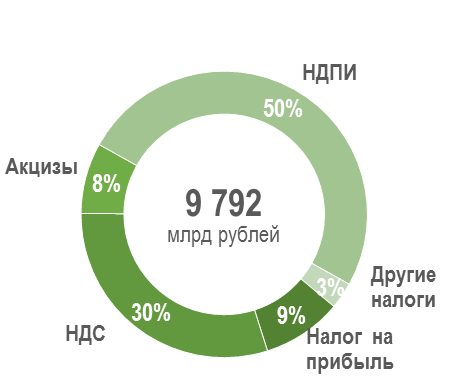 НДПИ
50%
Акцизы
8%
9 792
млрд рублей
Другие
налоги
3%
30%
9%
НДС
Налог на
прибыль